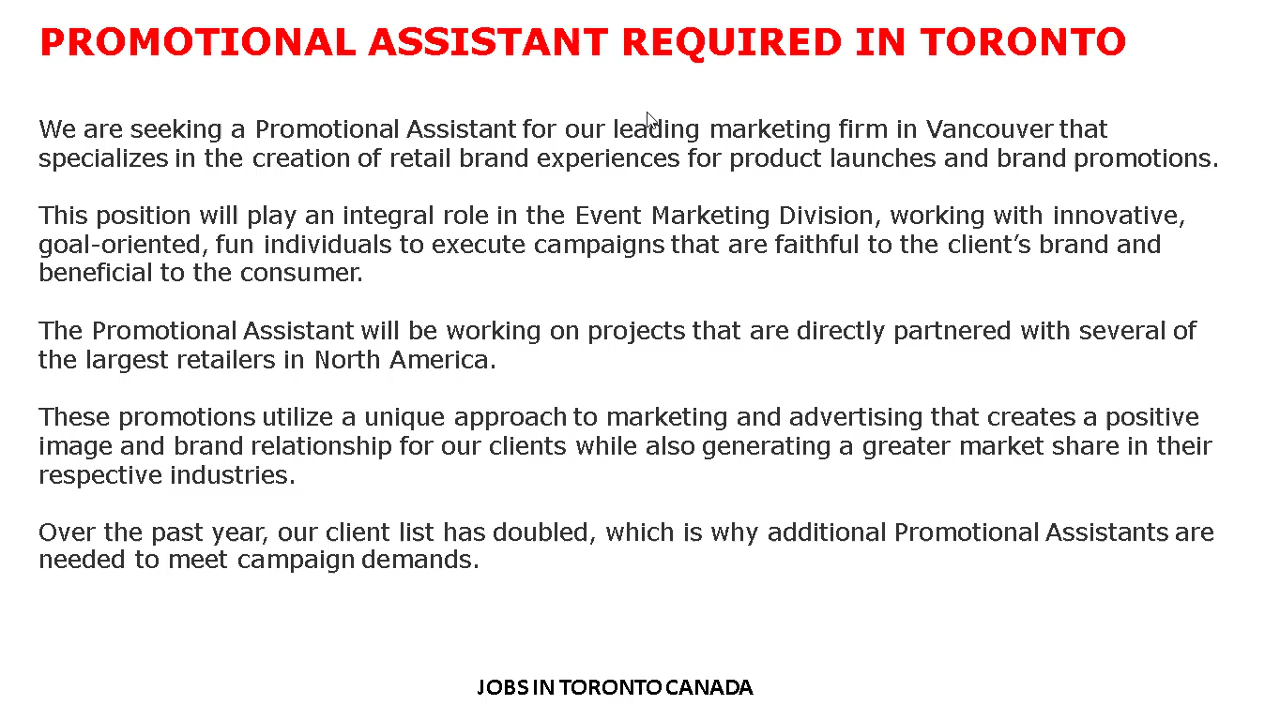 PROMOTIONAL ASSISTANT REQUIRED IN TORONTO
We are seeking a Promotional Assistant for our leading marketing firm in Vancouver that
specializes in the creation of retail brand experiences for product launches and brand promotions.
This position will play an integral role in the Event Marketing Division, working with innovative,
goal-oriented, fun individuals to execute campaigns that are faithful to the client’s brand and
beneficial to the consumer.
The Promotional Assistant will be working on projects that are directly partnered with several of
the largest retailers in North America.
These promotions utilize a unique approach to marketing and advertising that creates a positive
image and brand relationship for our clients while also generating a greater market share in their
respective industries.
Over the past year, our client list has doubled, which is why additional Promotional Assistants are
needed to meet campaign demands.
JOBS IN TORONTO CANADA